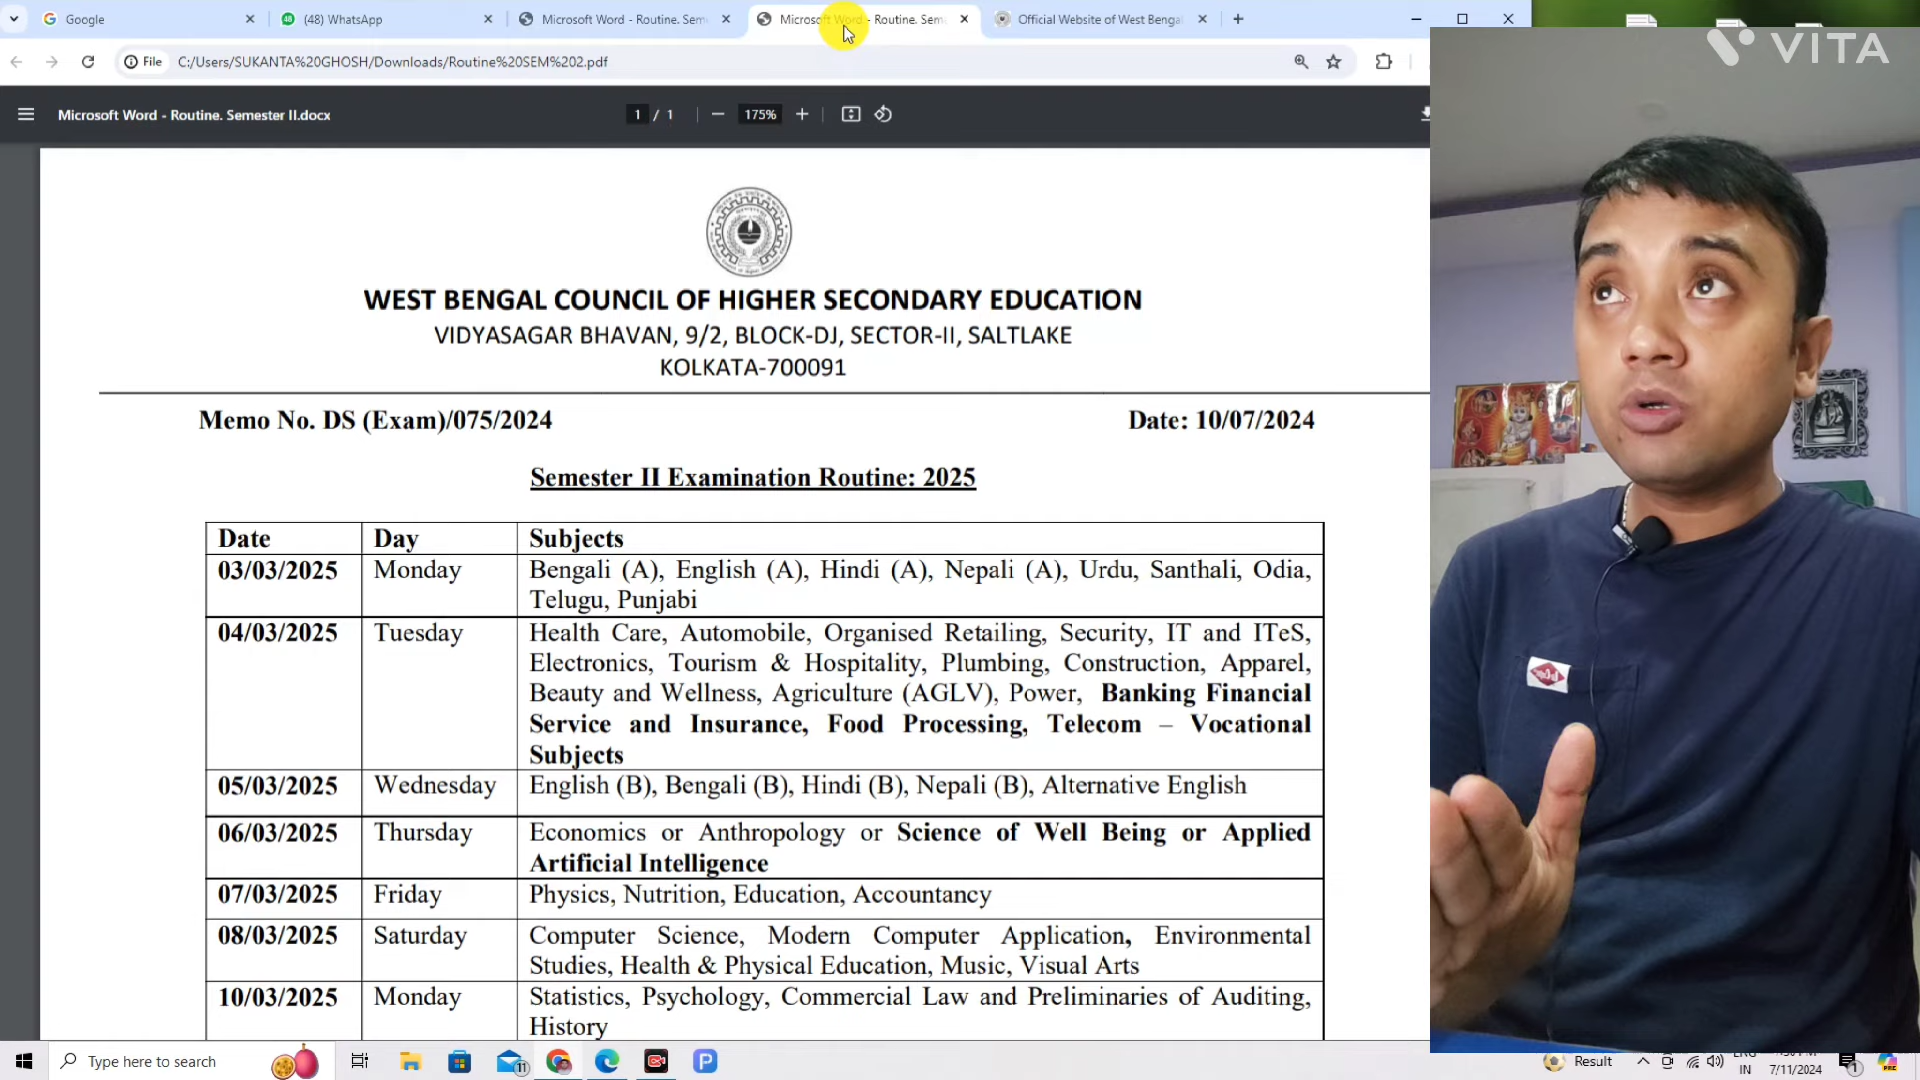 Google
(48) WhatsApp
Microsoft Word - Routine. Sem
Microsoft Word - Routine. Sem
Official Website of West Benga
File
C:/Users/SUKANTA%20GHOSH/Downloads/Routine%20SEM%202.pdf
VITA
Microsoft Word - Routine. Semester II.docx
1 / 1
175%
WEST BENGAL COUNCIL OF HIGHER SECONDARY EDUCATION
VIDYASAGAR BHAVAN, 9/2, BLOCK-DJ, SECTOR-II, SALTLAKE
KOLKATA-700091
Memo No. DS (Exam)/075/2024
Date: 10/07/2024
Semester II Examination Routine: 2025
Date Day Subjects
03/03/2025 Monday Bengali (A), English (A), Hindi (A), Nepali (A), Urdu, Santhali, Odia,
Telugu, Punjabi
04/03/2025 Tuesday Health Care, Automobile, Organised Retailing, Security, IT and ITeS,
Electronics, Tourism & Hospitality, Plumbing, Construction, Apparel,
Beauty and Wellness, Agriculture (AGLV), Power, Banking Financial
Service and Insurance, Food Processing, Telecom – Vocational
Subjects
05/03/2025 Wednesday English (B), Bengali (B), Hindi (B), Nepali (B), Alternative English
06/03/2025 Thursday Economics or Anthropology or Science of Well Being or Applied
Artificial Intelligence
07/03/2025 Friday Physics, Nutrition, Education, Accountancy
08/03/2025 Saturday Computer Science, Modern Computer Application, Environmental
Studies, Health & Physical Education, Music, Visual Arts
10/03/2025 Monday Statistics, Psychology, Commercial Law and Preliminaries of Auditing,
History
Type here to search
11
Result
IN
7/11/2024
1